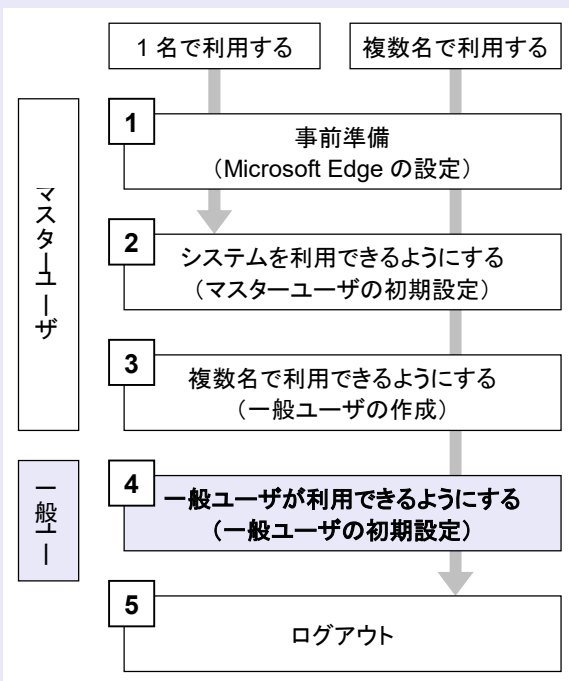 1 名で利用する
複数名で利用する
マスターユーザ
1
事前準備
（Microsoft Edge の設定）
2
システムを利用できるようにする
（マスターユーザの初期設定）
3
複数名で利用できるようにする
（一般ユーザの作成）
一般ユー
4
一般ユーザが利用できるようにする
（一般ユーザの初期設定）
5
ログアウト